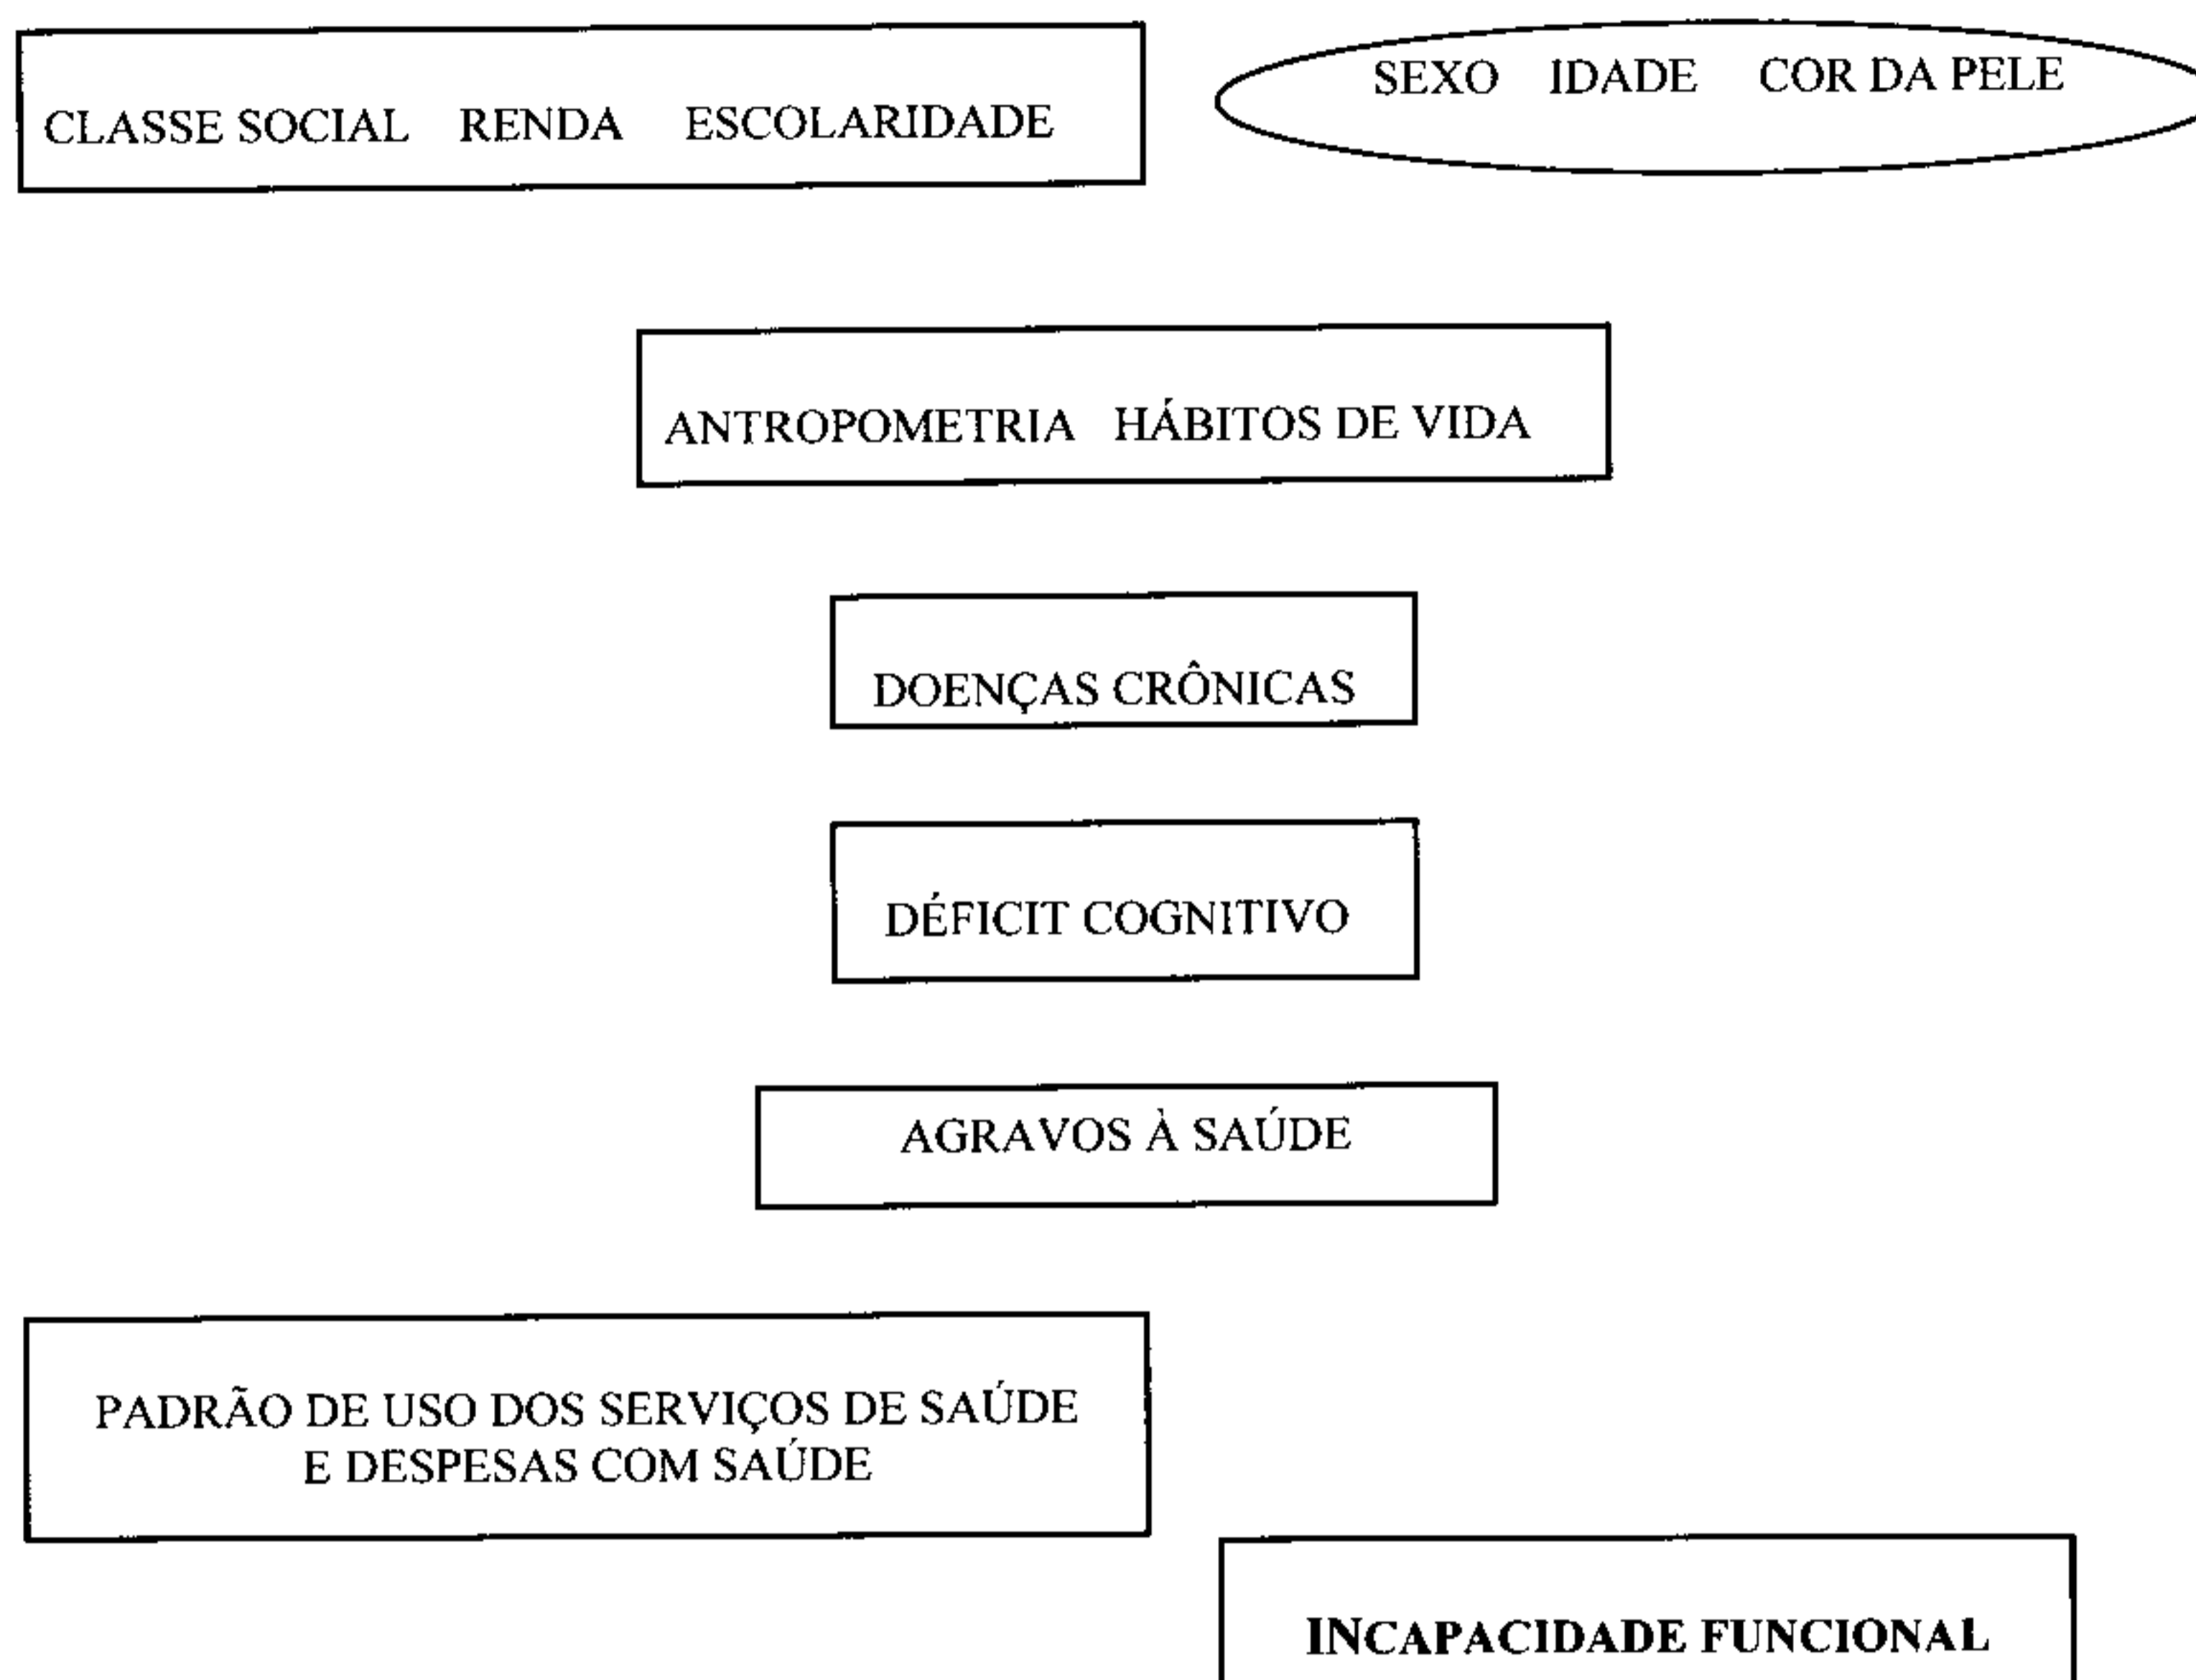 CLASSE SOCIAL RENDA ESCOLARIDADE
SEXO IDADE COR DA PELE
ANTROPOMETRIA HÁBITOS DE VIDA
DOENÇAS CRÔNICAS
DÉFICIT COGNITIVO
AGRAVOS À SAÚDE
PADRÃO DE USO DOS SERVIÇOS DE SAÚDE
E DESPESAS COM SAÚDE
INCAPACIDADE FUNCIONAL